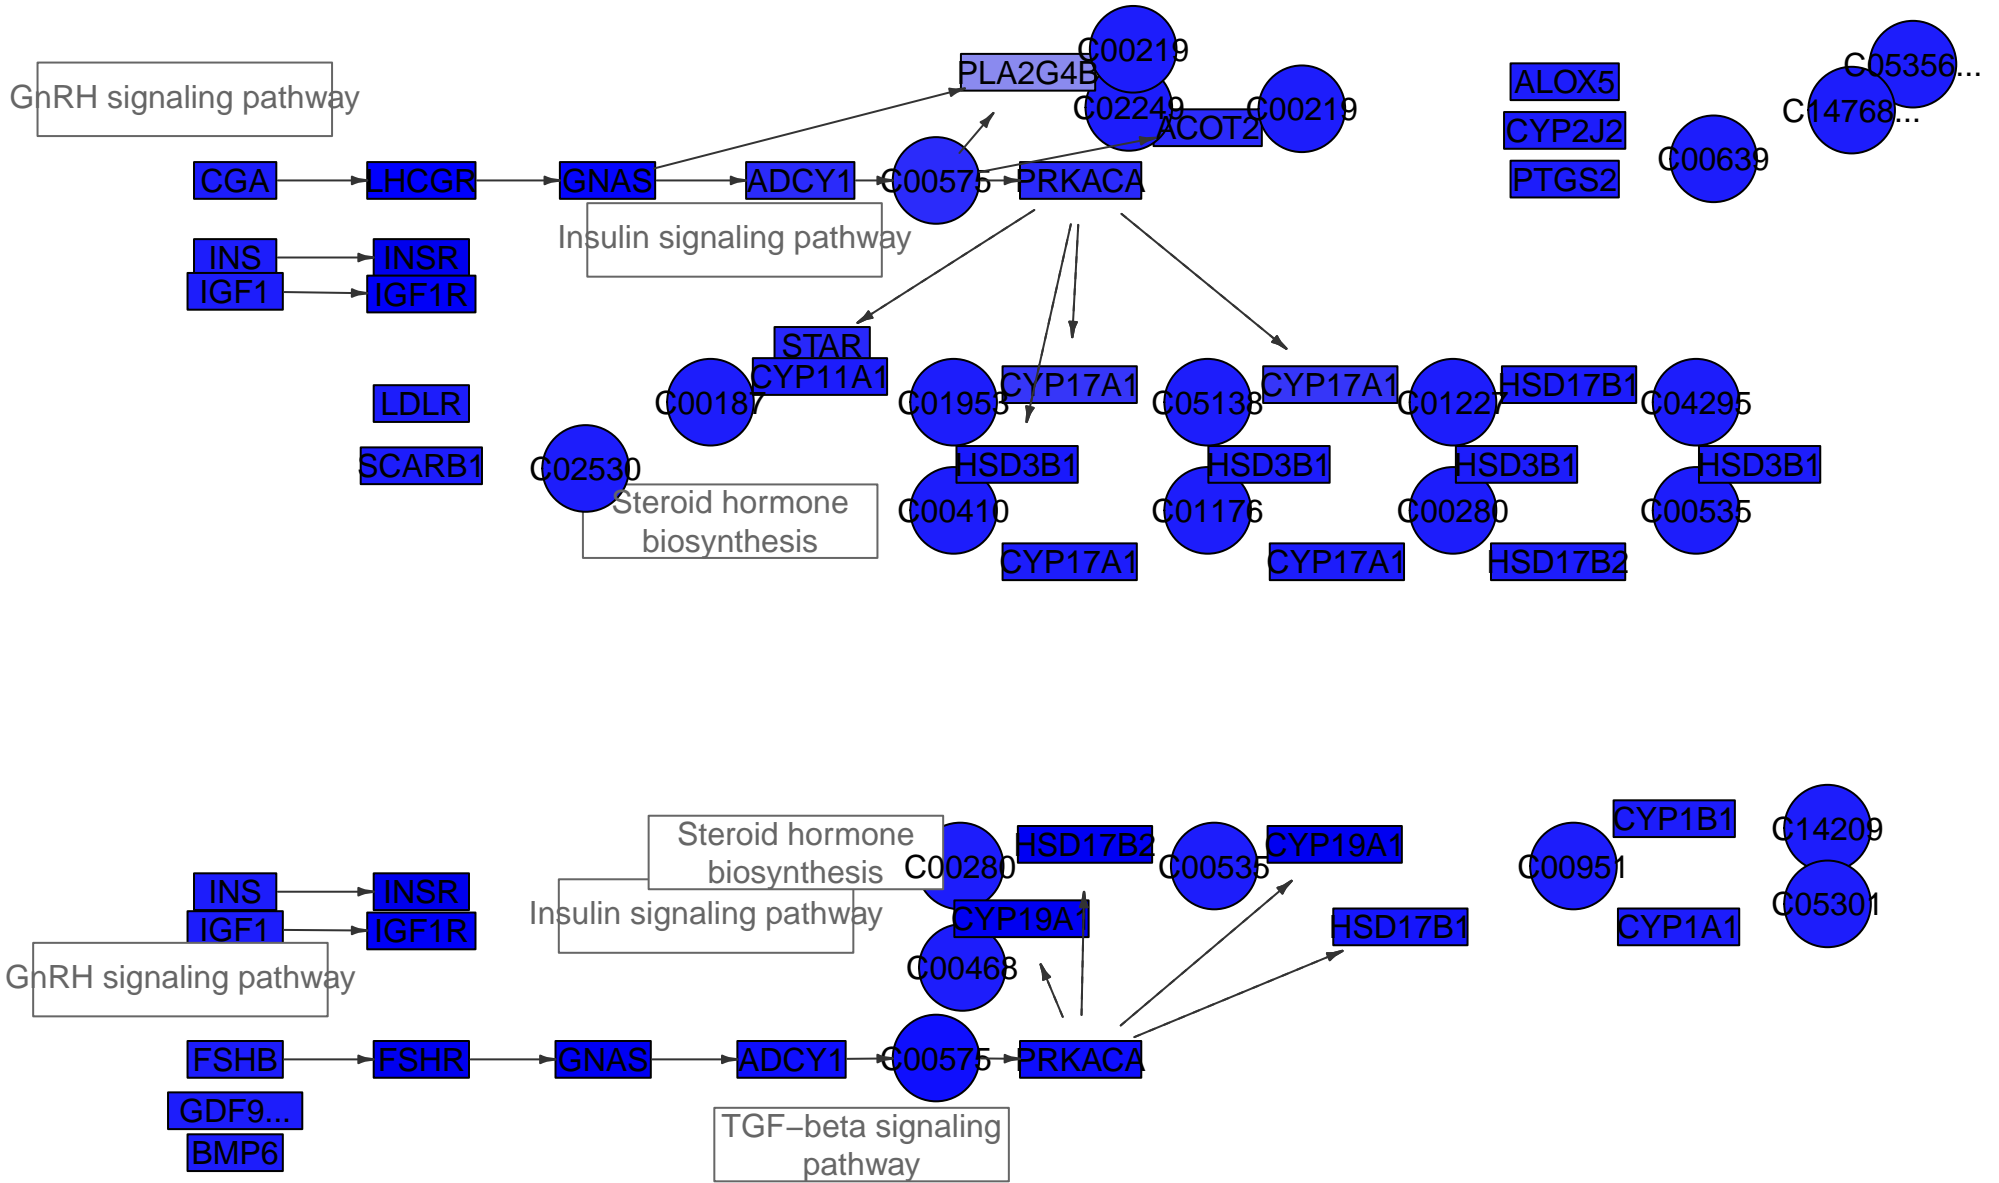 C00219
C05356...
PLA2G4B
ALOX5
GnRH signaling pathway
C02249
C00219
C14768...
ACOT2
CYP2J2
C00639
CGA
LHCGR
GNAS
ADCY1
C00575
PRKACA
PTGS2
Insulin signaling pathway
INS
INSR
IGF1
IGF1R
STAR
CYP11A1
C00187
C01953
CYP17A1
C05138
CYP17A1
C01227
HSD17B1
C04295
LDLR
SCARB1
C02530
HSD3B1
HSD3B1
HSD3B1
HSD3B1
Steroid hormone
biosynthesis
C00410
C01176
C00280
C00535
CYP17A1
CYP17A1
HSD17B2
Steroid hormone
biosynthesis
C00280
HSD17B2
C00535
CYP19A1
C00951
CYP1B1
C14209
INS
INSR
Insulin signaling pathway
CYP19A1
C05301
IGF1
IGF1R
HSD17B1
CYP1A1
GnRH signaling pathway
C00468
FSHB
FSHR
GNAS
ADCY1
C00575
PRKACA
GDF9...
BMP6
TGF−beta signaling
pathway